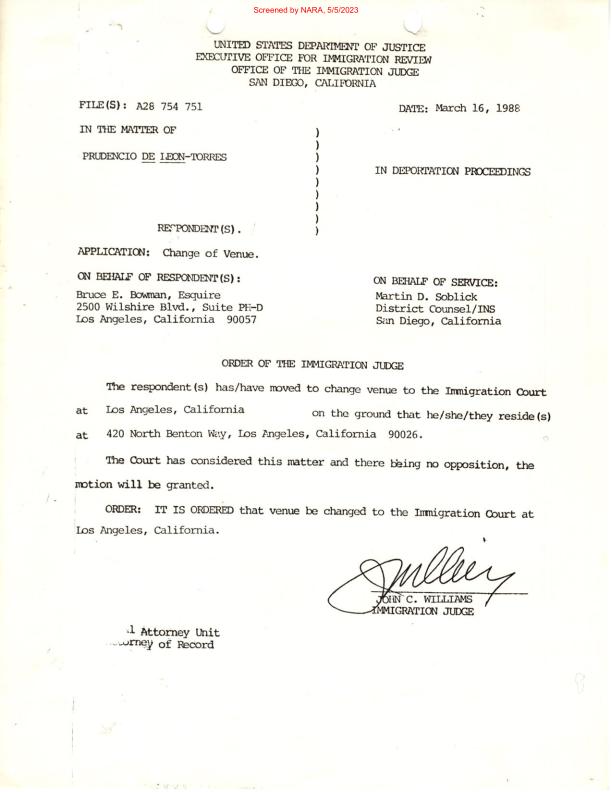 Screened by NARA, 5/5/2023
UNITED STATES DEPARTMENT OF JUSTICE
EXECUTIVE OFFICE FOR IMMIGRATION REVIEW
OFFICE OF THE IMMIGRATION JUDGE
SAN DIEGO, CALIFORNIA
FILE(S): A28 754 751
DATE: March 16, 1988
IN THE MATTER OF )
)
PRUDENCIO DE LEON-TORRES )
) IN DEPORTATION PROCEEDINGS
)
)
)
)
RESPONDENT(S). )
APPLICATION: Change of Venue.
ON BEHALF OF RESPONDENT(S):
Bruce E. Bowman, Esquire
2500 Wilshire Blvd., Suite PH-D
Los Angeles, California 90057
ON BEHALF OF SERVICE:
Martin D. Soblick
District Counsel/INS
San Diego, California
ORDER OF THE IMMIGRATION JUDGE
The respondent(s) has/have moved to change venue to the Immigration Court
at Los Angeles, California on the ground that he/she/they reside(s)
at 420 North Benton Way, Los Angeles, California 90026.
The Court has considered this matter and there being no opposition, the
motion will be granted.
ORDER: IT IS ORDERED that venue be changed to the Immigration Court at
Los Angeles, California.
JOHN C. WILLIAMS
IMMIGRATION JUDGE
Attorney Unit
of Record